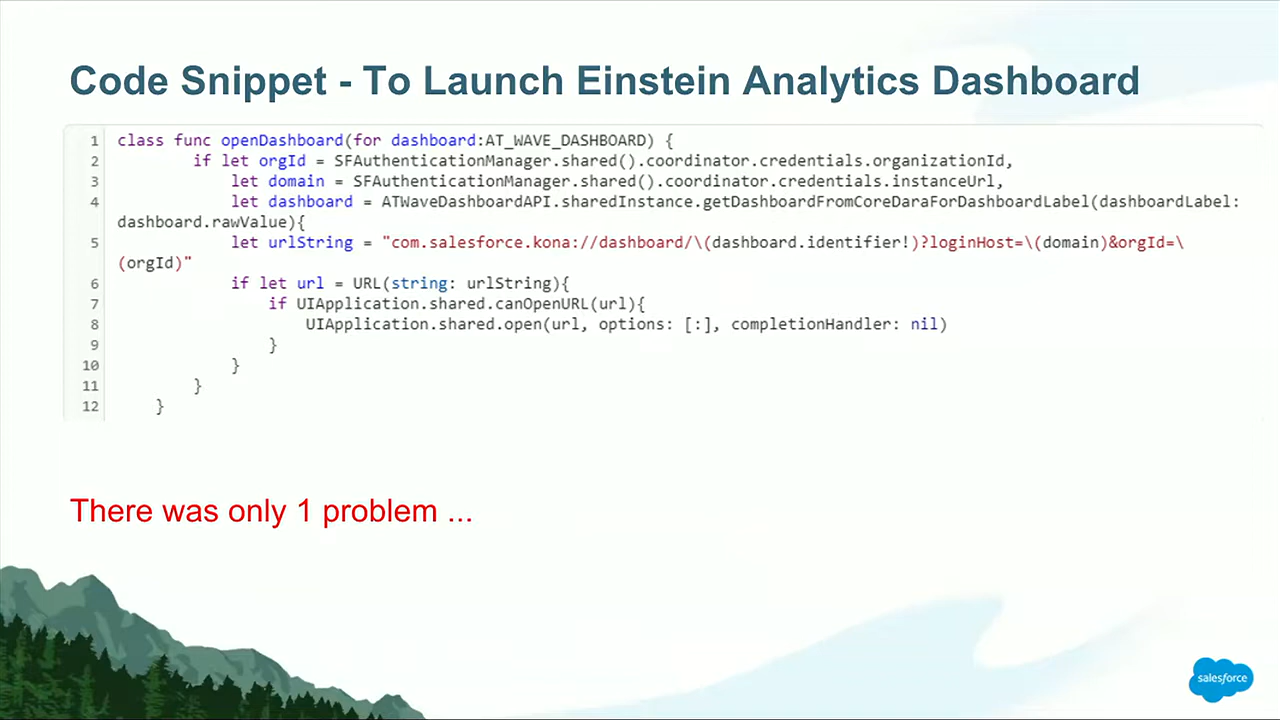 Code Snippet - To Launch Einstein Analytics Dashboard
1 class func openDashboard(for dashboard:AT_WAVE_DASHBOARD) {
2 if let orgId = SFAuthenticationManager.shared().coordinator.credentials.organizationId,
3 let domain = SFAuthenticationManager.shared().coordinator.credentials.instanceUrl,
4 let dashboard = ATWaveDashboardAPI.sharedInstance.getDashboardFromCoreDaraForDashboardLabel(dashboardLabel:
dashboard.rawValue){
5 let urlString = "com.salesforce.kona://dashboard/\(dashboard.identifier!)?loginHost=\(domain)&orgId=\
(orgId)"
6 if let url = URL(string: urlString){
7 if UIApplication.shared.canOpenURL(url){
8 UIApplication.shared.open(url, options: [:], completionHandler: nil)
9 }
10 }
11 }
12 }
There was only 1 problem ...
salesforce